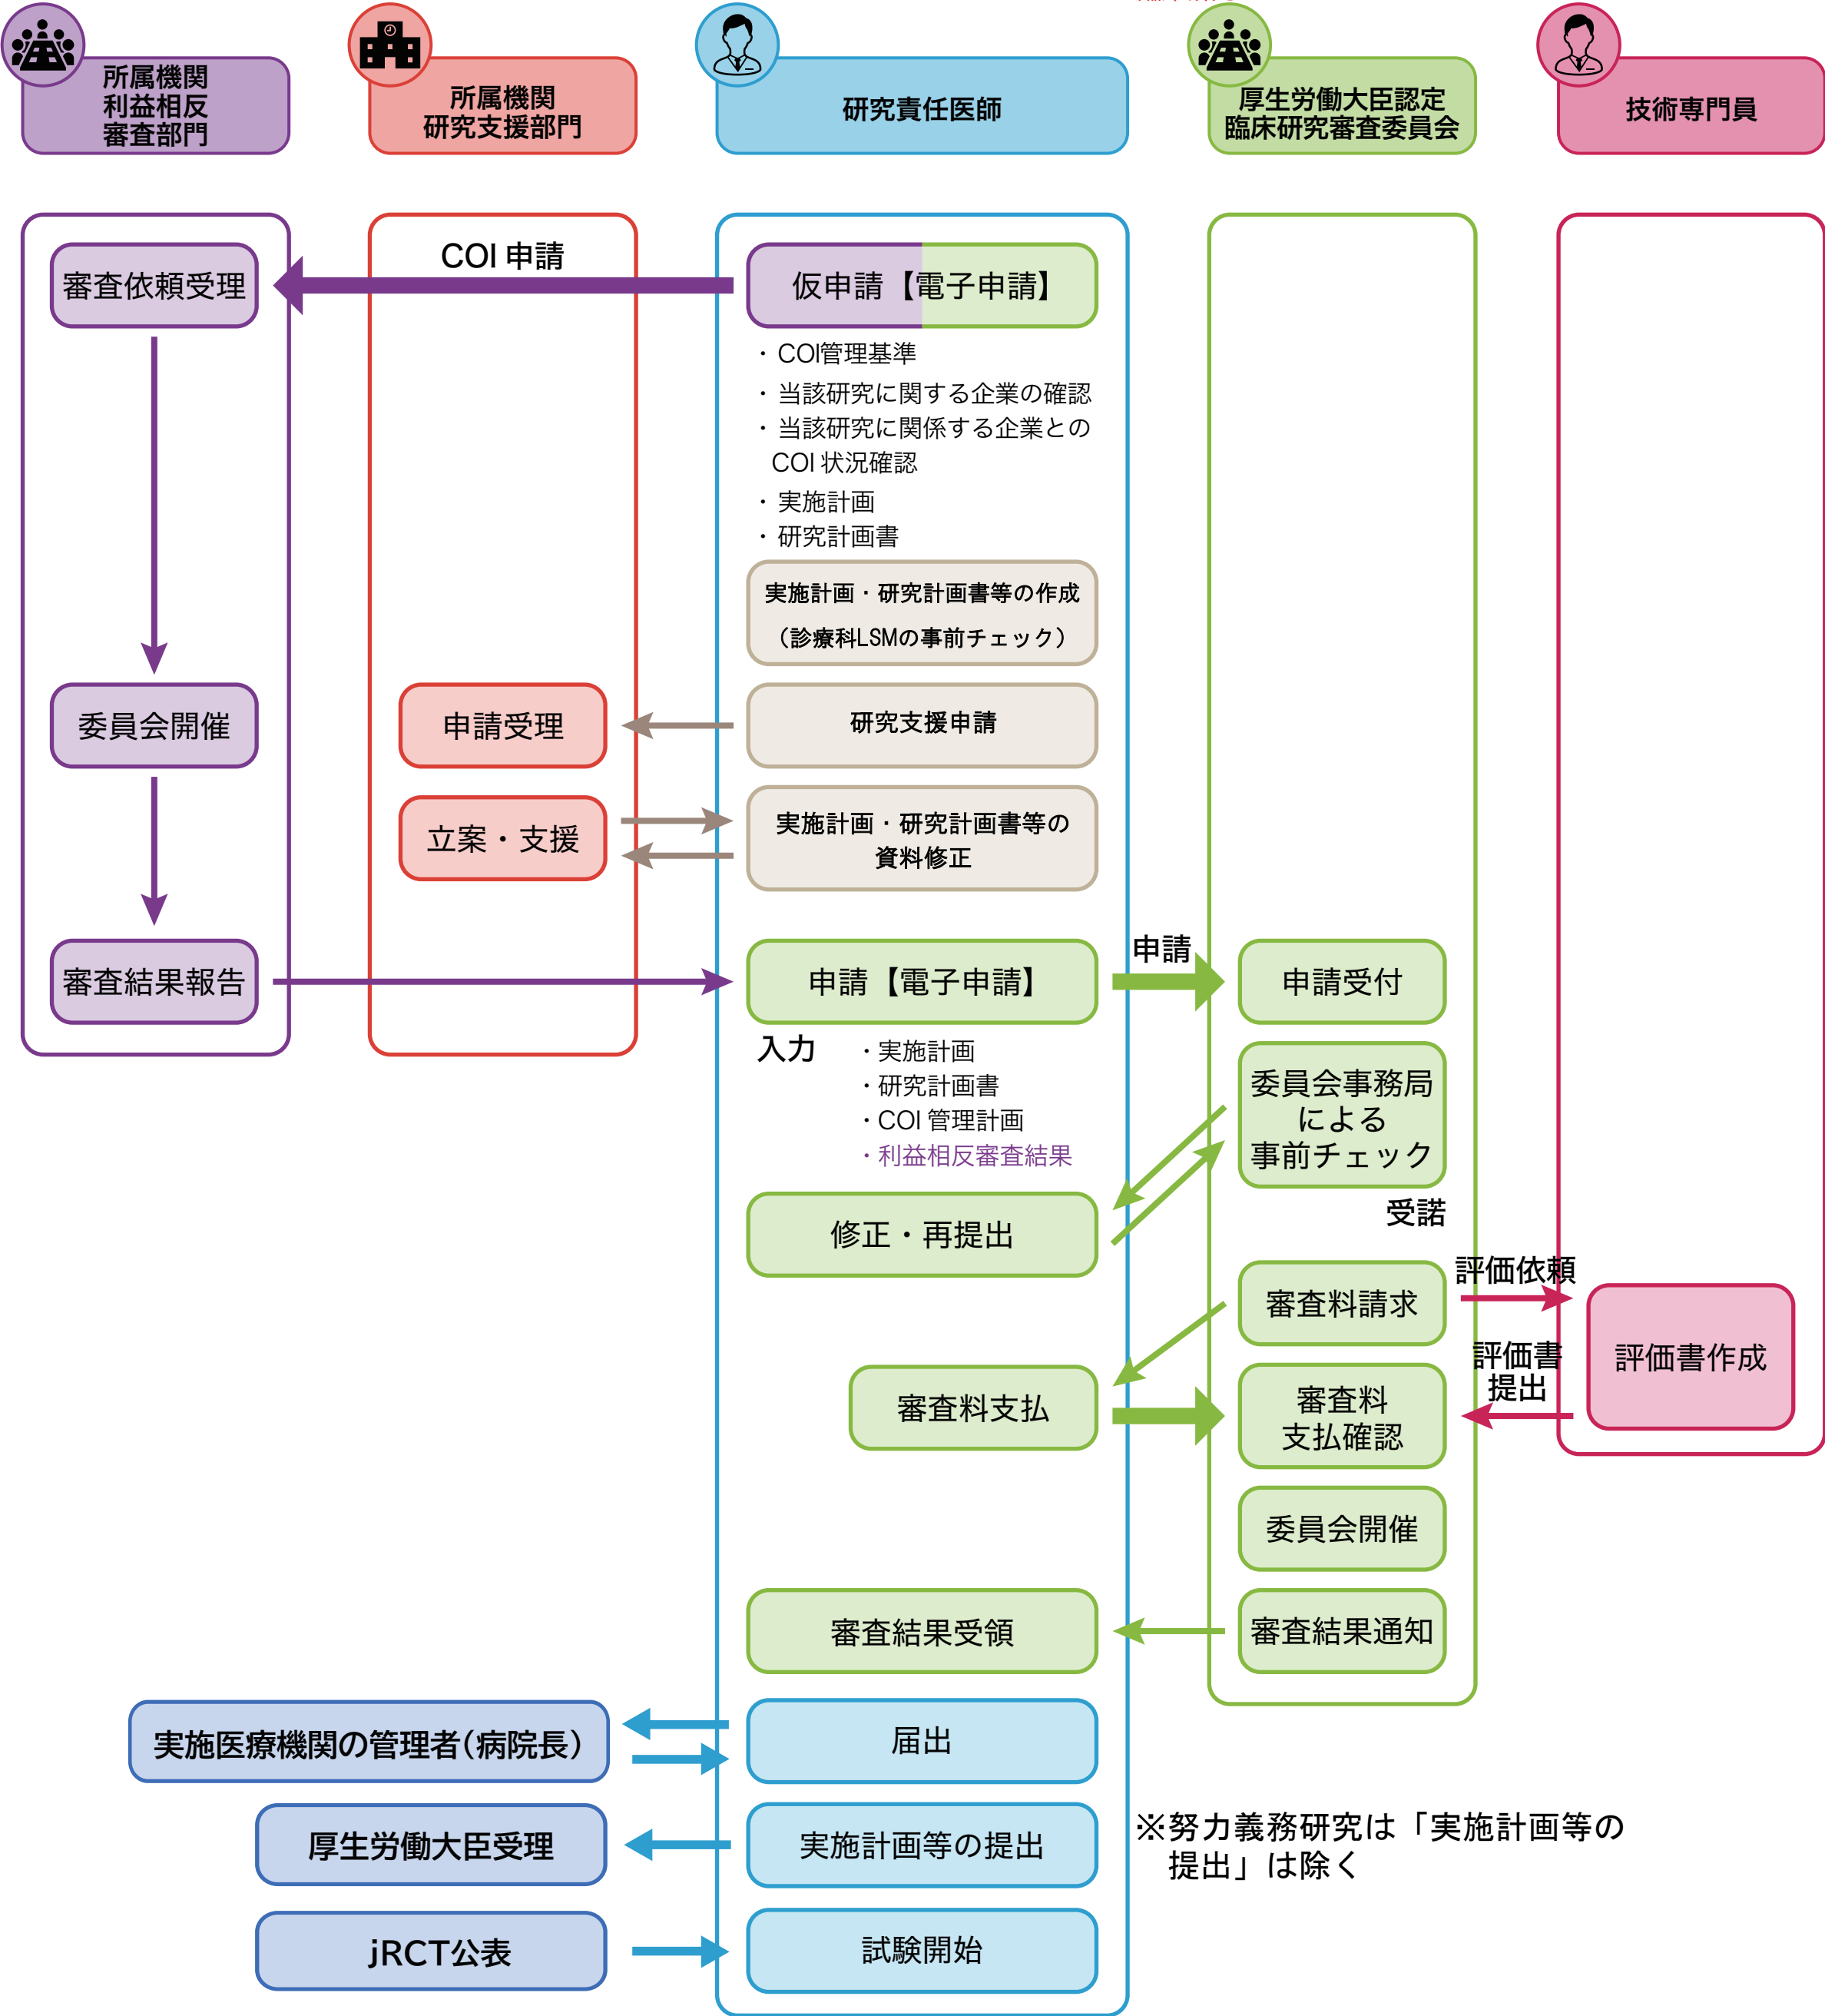 所属機関
利益相反
審査部門
所属機関
研究支援部門
研究責任医師
厚生労働大臣認定
臨床研究審査委員会
技術専門員
審査依頼受理
COI 申請
仮申請【電子申請】
・COI管理基準
・当該研究に関する企業の確認
・当該研究に関係する企業との
COI 状況確認
・実施計画
・研究計画書
実施計画・研究計画書等の作成
（診療科LSMの事前チェック）
委員会開催
申請受理
研究支援申請
立案・支援
実施計画・研究計画書等の
資料修正
審査結果報告
申請【電子申請】
申請
申請受付
入力
・実施計画
・研究計画書
・COI 管理計画
・利益相反審査結果
委員会事務局
による
事前チェック
修正・再提出
受諾
審査料請求
評価依頼
評価書作成
評価書
提出
審査料支払
審査料
支払確認
委員会開催
審査結果受領
審査結果通知
実施医療機関の管理者（病院長）
届出
厚生労働大臣受理
実施計画等の提出
※努力義務研究は「実施計画等の
提出」は除く
jRCT公表
試験開始